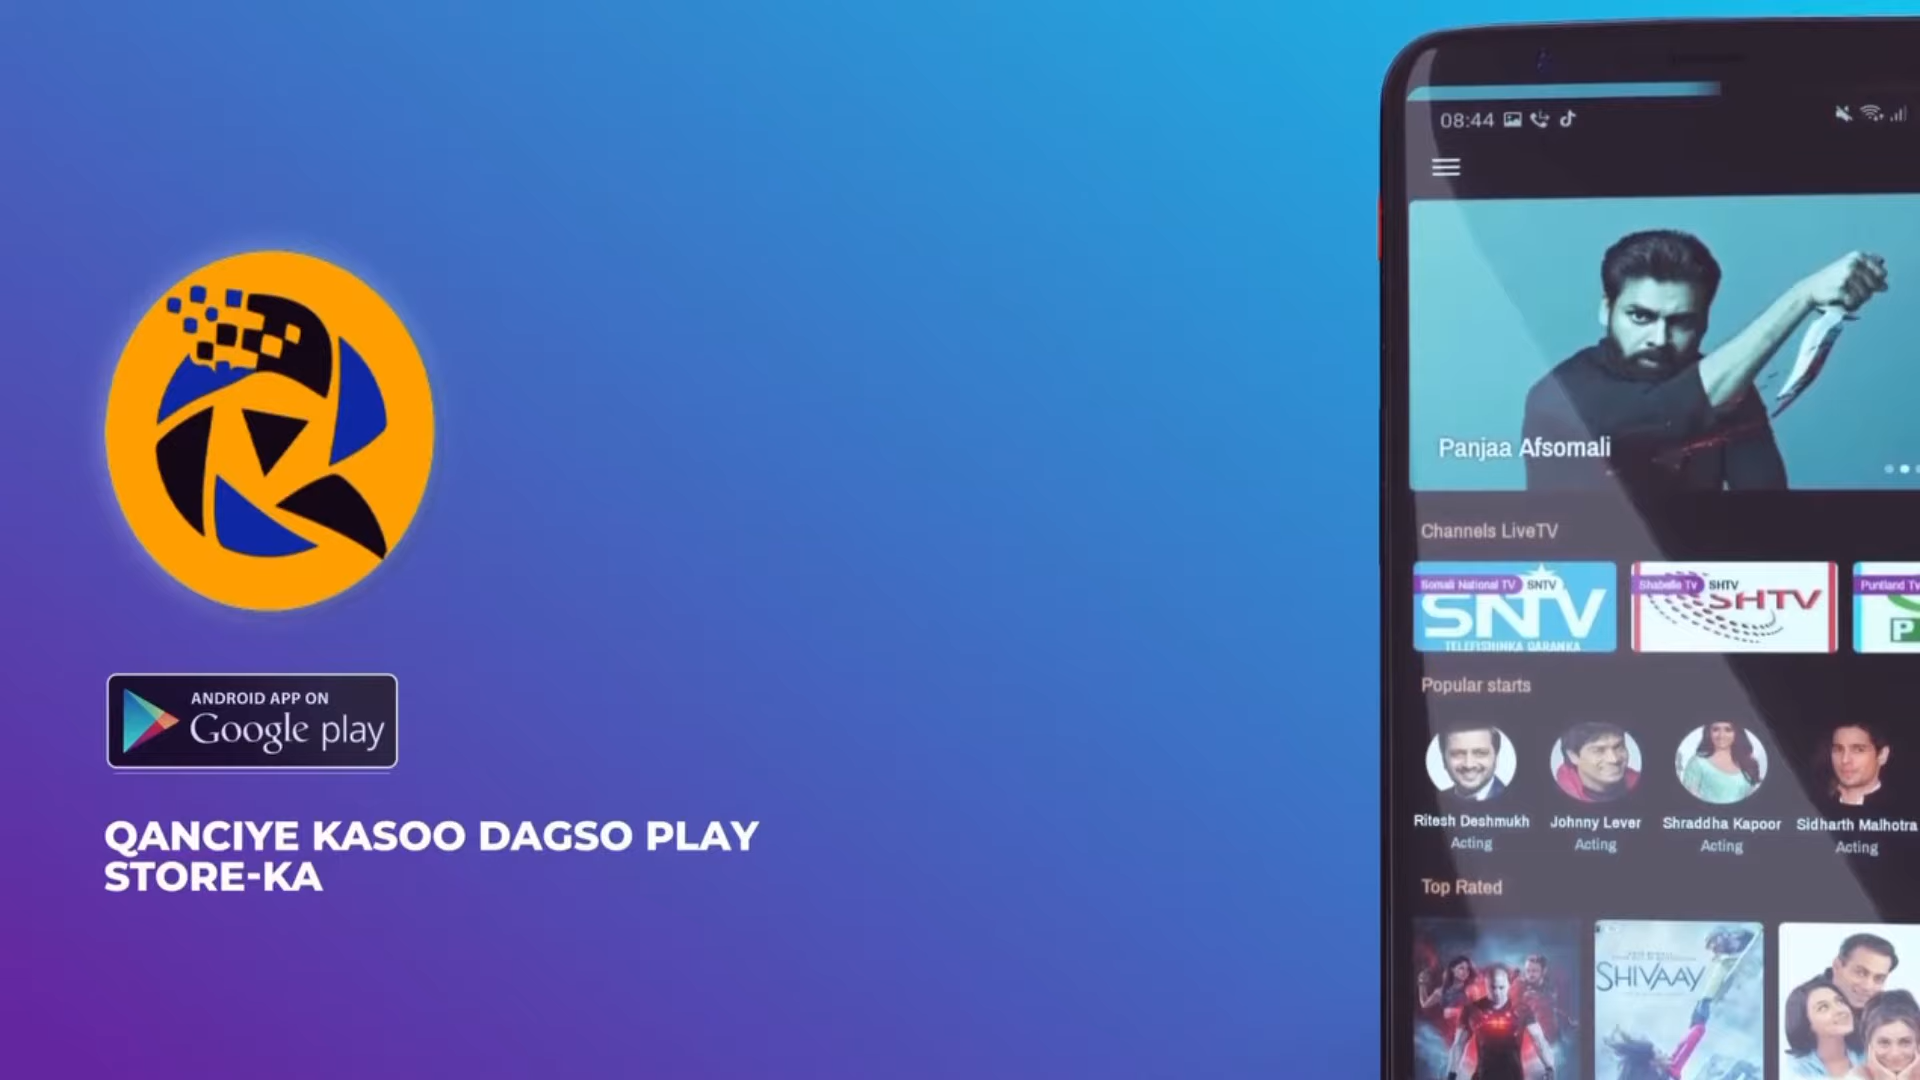 ANDROID APP ON
Google play
QANCIYE KASOO DAGSO PLAY
STORE-KA
08:44
Panjaa Afsomali
Channels LiveTV
Somali National TV SNTV
SNTV
TELEFISHINKA QARANKA
Shabelle Tv SHTV
SHTV
Puntland Tv
P
Popular starts
Ritesh Deshmukh
Acting
Johnny Lever
Acting
Shraddha Kapoor
Acting
Sidharth Malhotra
Acting
Top Rated
SHIVAAY